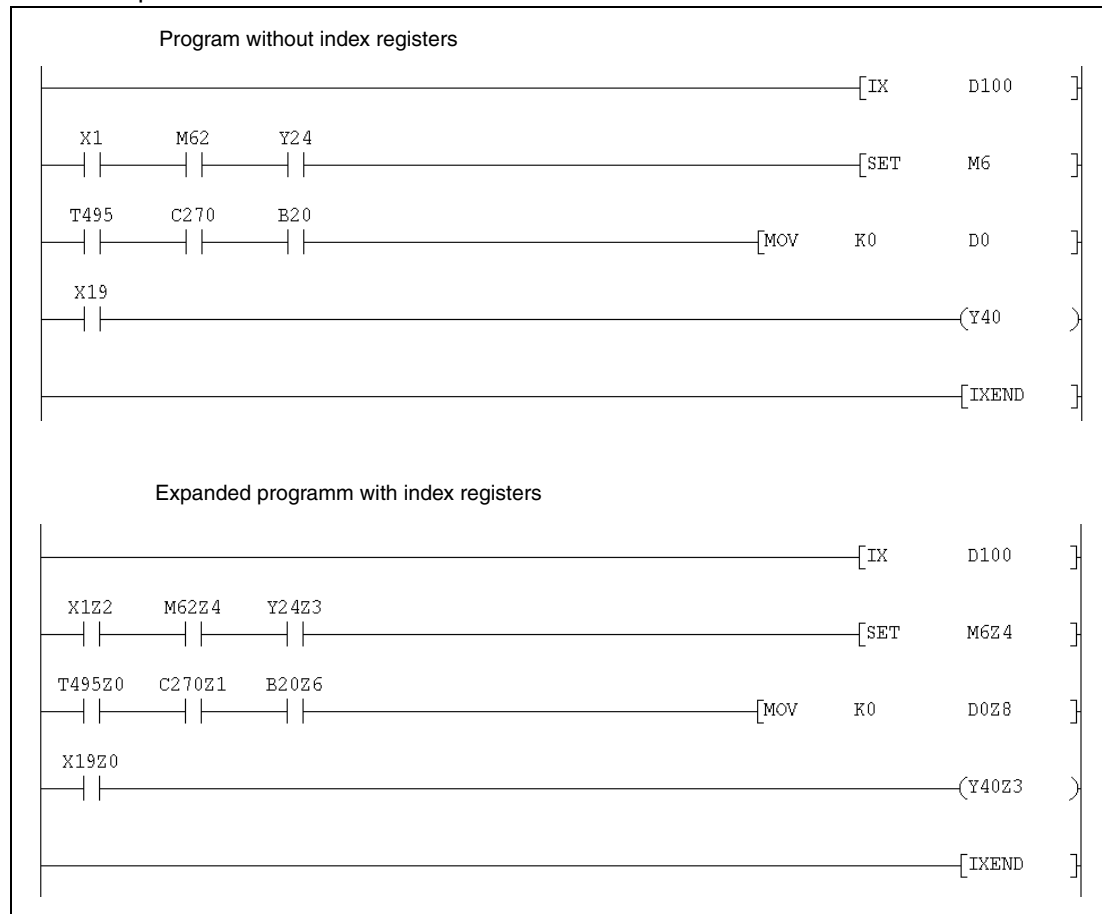 Program without index registers
[IX D100 ]
X1 M62 Y24
[SET M6 ]
T495 C270 B20
[MOV K0 D0 ]
X19
(Y40 )
[IXEND ]
Expanded programm with index registers
[IX D100 ]
X1Z2 M62Z4 Y24Z3
[SET M6Z4 ]
T495Z0 C270Z1 B20Z6
[MOV K0 D0Z8 ]
X19Z0
(Y40Z3 )
[IXEND ]